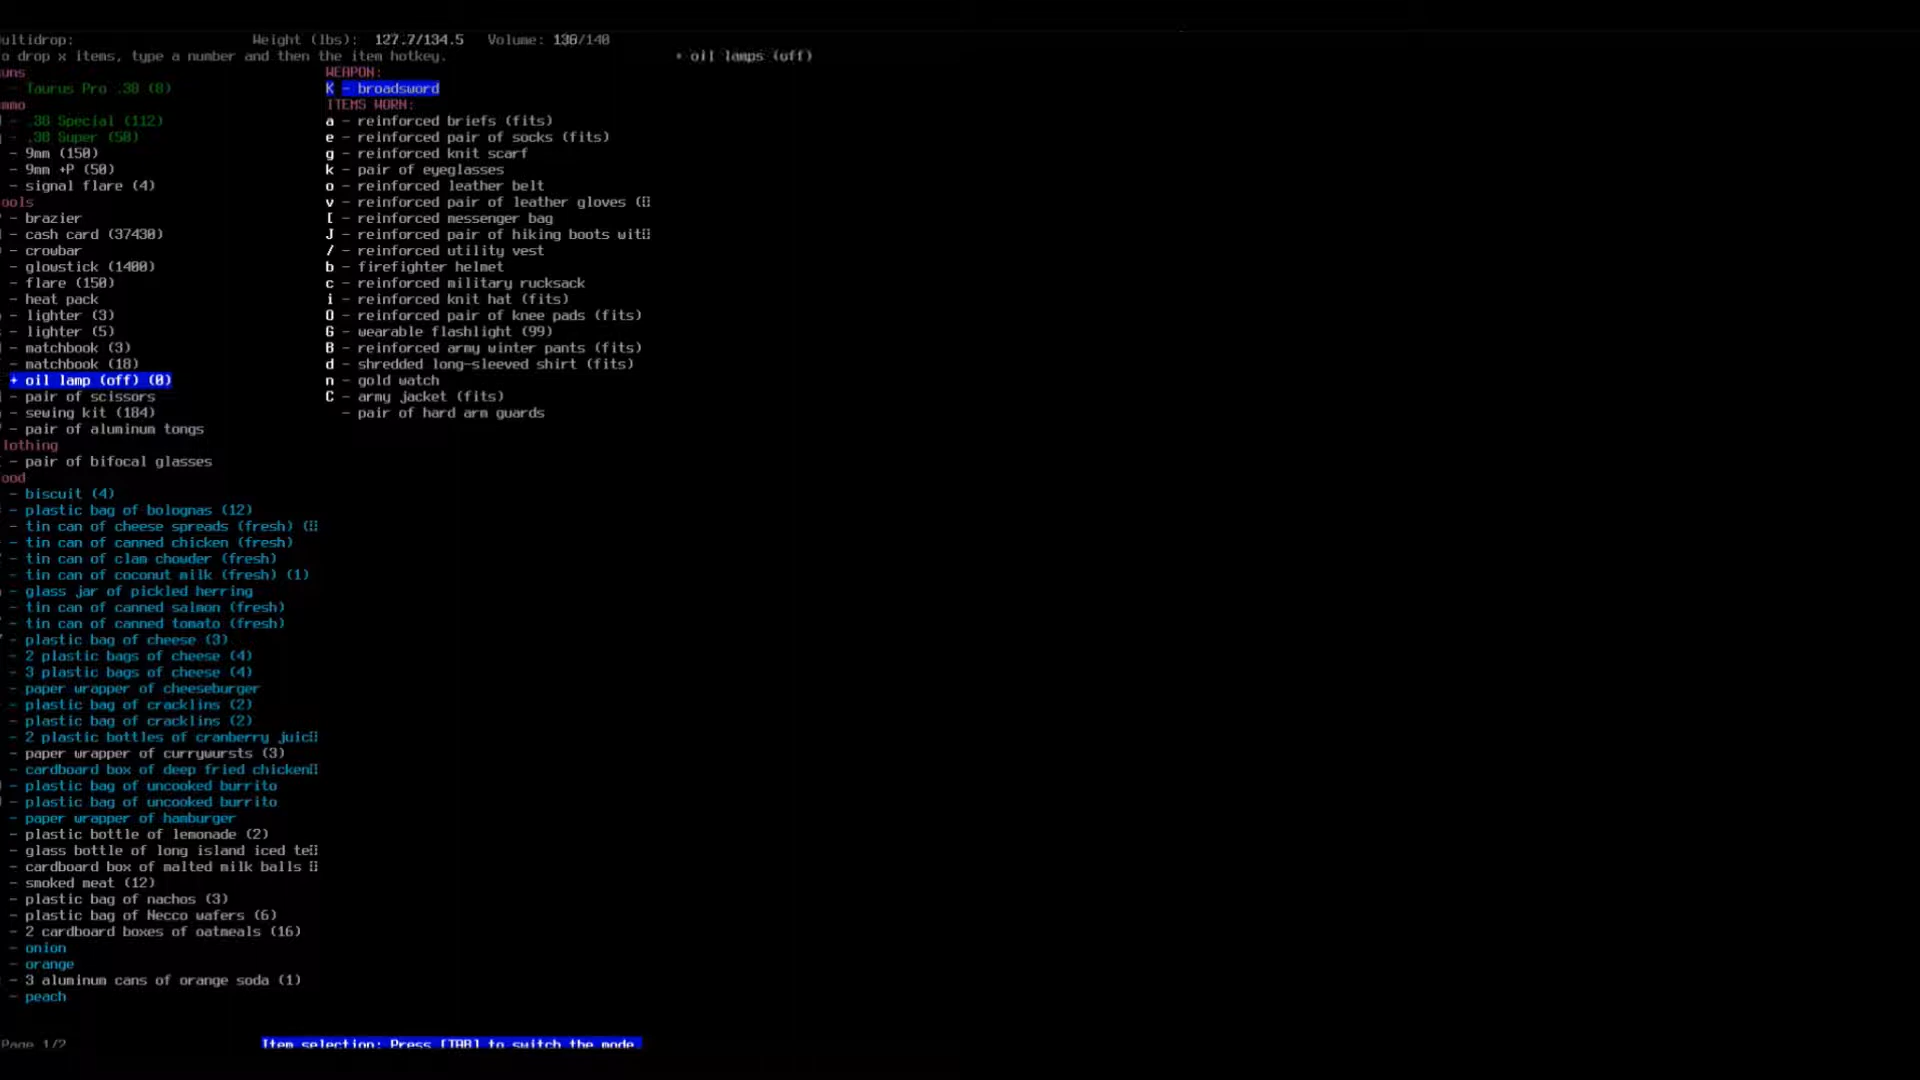 ultidrop: Weight (lbs): 127.7/134.5 Volume: 136/140
o drop x items, type a number and then the item hotkey. + oil lamps (off)
uns WEAPON:
- Taurus Pro .38 (8) K - broadsword
mmo ITEMS WORN:
- .38 Special (112) a - reinforced briefs (fits)
- .38 Super (50) e - reinforced pair of socks (fits)
- 9mm (150) g - reinforced knit scarf
- 9mm +P (50) k - pair of eyeglasses
- signal flare (4) o - reinforced leather belt
ools v - reinforced pair of leather gloves (
- brazier [ - reinforced messenger bag
- cash card (37430) J - reinforced pair of hiking boots wit
- crowbar / - reinforced utility vest
- glowstick (1400) b - firefighter helmet
- flare (150) c - reinforced military rucksack
- heat pack i - reinforced knit hat (fits)
- lighter (3) O - reinforced pair of knee pads (fits)
- lighter (5) G - wearable flashlight (99)
- matchbook (3) B - reinforced army winter pants (fits)
- matchbook (18) d - shredded long-sleeved shirt (fits)
+ oil lamp (off) (0) n - gold watch
- pair of scissors C - army jacket (fits)
- sewing kit (184) - pair of hard arm guards
- pair of aluminum tongs
lothing
- pair of bifocal glasses
ood
- biscuit (4)
- plastic bag of bolognas (12)
- tin can of cheese spreads (fresh) (
- tin can of canned chicken (fresh)
- tin can of clam chowder (fresh)
- tin can of coconut milk (fresh) (1)
- glass jar of pickled herring
- tin can of canned salmon (fresh)
- tin can of canned tomato (fresh)
- plastic bag of cheese (3)
- 2 plastic bags of cheese (4)
- 3 plastic bags of cheese (4)
- paper wrapper of cheeseburger
- plastic bag of cracklins (2)
- plastic bag of cracklins (2)
- 2 plastic bottles of cranberry juic
- paper wrapper of currywursts (3)
- cardboard box of deep fried chicken
- plastic bag of uncooked burrito
- plastic bag of uncooked burrito
- paper wrapper of hamburger
- plastic bottle of lemonade (2)
- glass bottle of long island iced te
- cardboard box of malted milk balls
- smoked meat (12)
- plastic bag of nachos (3)
- plastic bag of Necco wafers (6)
- 2 cardboard boxes of oatmeals (16)
- onion
- orange
- 3 aluminum cans of orange soda (1)
- peach
Page 1/2 Item selection: Press [TAB] to switch the mode.